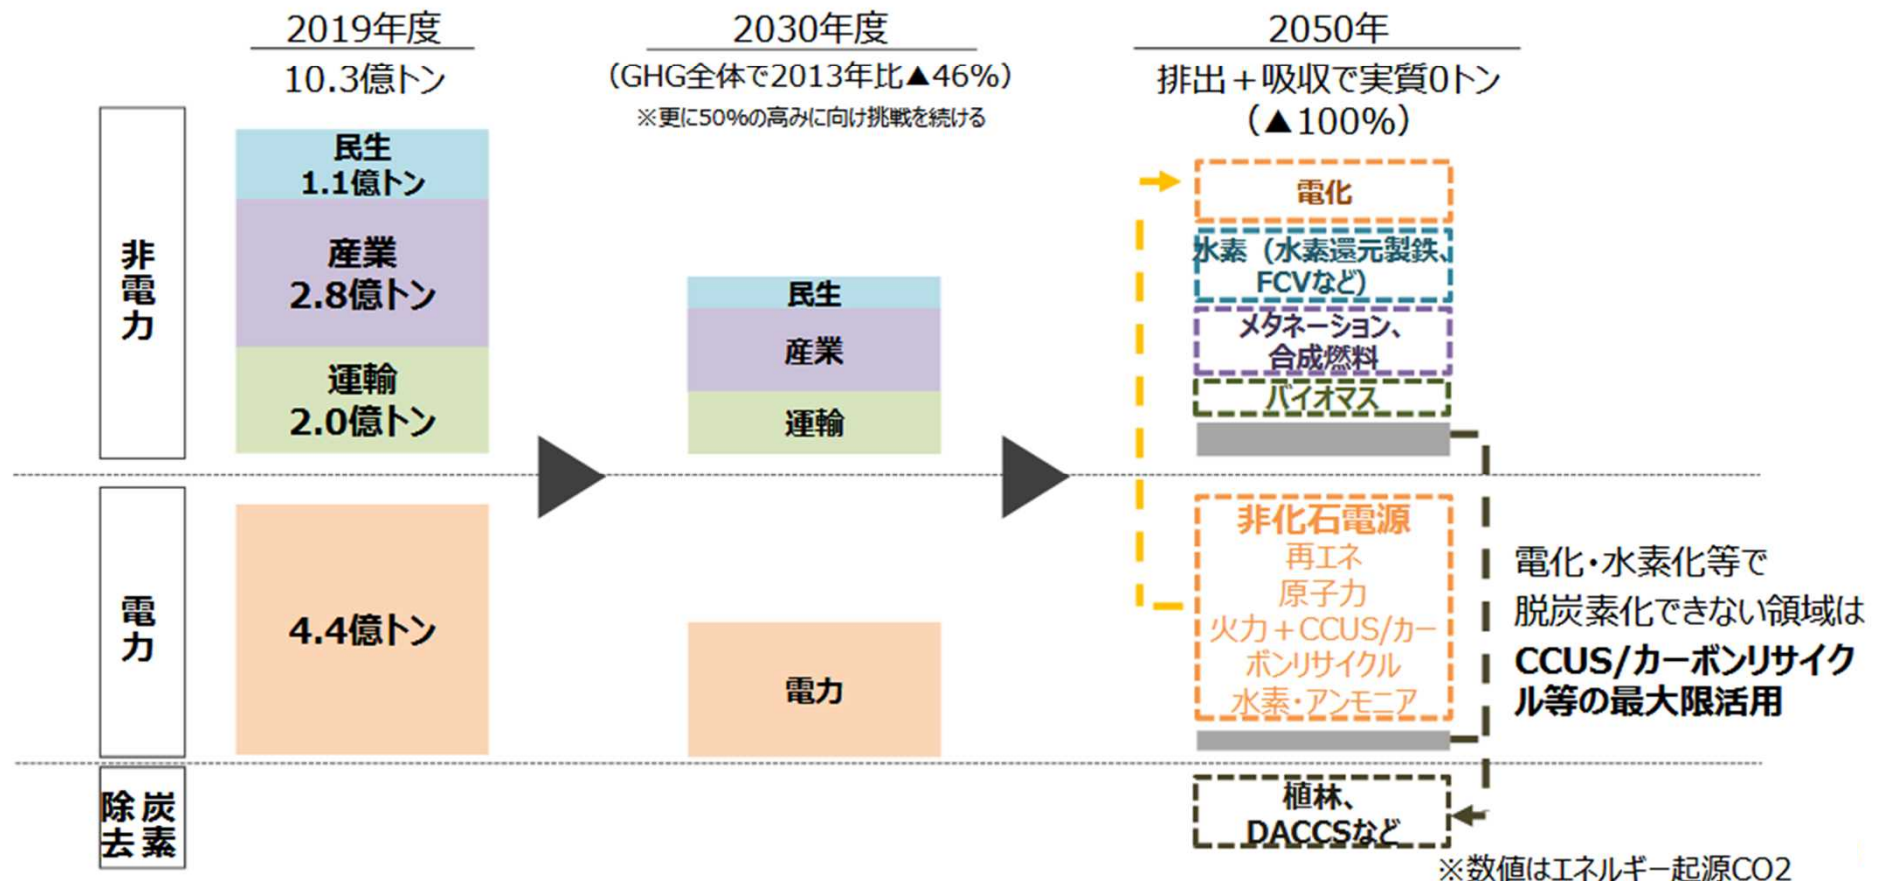 2019年度
10.3億トン
2030年度
（GHG全体で2013年比▲46%）
※更に50%の高みに向け挑戦を続ける
2050年
排出＋吸収で実質0トン
（▲100%）
非電力
民生
1.1億トン
産業
2.8億トン
運輸
2.0億トン
民生
産業
運輸
電化
水素（水素還元製鉄、
FCVなど）
メタネーション、
合成燃料
バイオマス
電力
4.4億トン
電力
非化石電源
再エネ
原子力
火力＋CCUS/カー
ボンリサイクル
水素・アンモニア
電化・水素化等で
脱炭素化できない領域は
CCUS/カーボンリサイク
ル等の最大限活用
炭素
除去
植林、
DACCSなど
※数値はエネルギー起源CO2